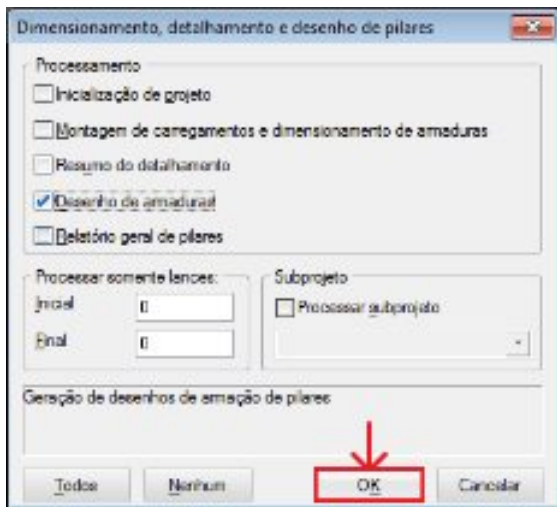 Dimensionamento, detalhamento e desenho de pilares
Processamento
Inicialização de projeto
Montagem de carregamentos e dimensionamento de armaduras
Resumo do detalhamento
Desenho de armaduras
Relatório geral de pilares
Processar somente lances:
Inicial 0
Final 0
Subprojeto
Processar subprojeto
Geração de desenhos de armação de pilares
Todos Nenhum OK Cancelar